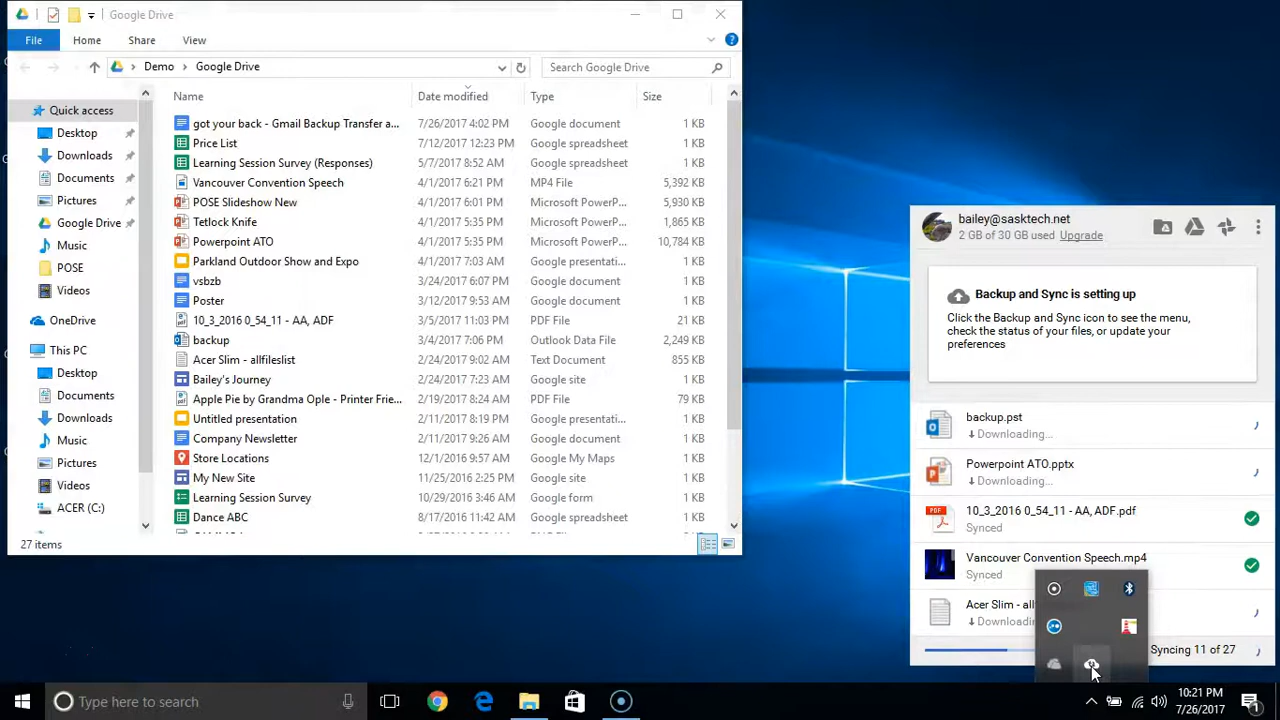 Google Drive
File Home Share View
Demo Google Drive Search Google Drive
Name Date modified Type Size
Quick access
Desktop
Downloads
Documents
Pictures
Google Drive
Music
POSE
Videos
OneDrive
This PC
Desktop
Documents
Downloads
Music
Pictures
Videos
ACER (C:)
got your back - Gmail Backup Transfer a... 7/26/2017 4:02 PM Google document 1 KB
Price List 7/12/2017 12:23 PM Google spreadsheet 1 KB
Learning Session Survey (Responses) 5/7/2017 8:52 AM Google spreadsheet 1 KB
Vancouver Convention Speech 4/1/2017 6:21 PM MP4 File 5,392 KB
POSE Slideshow New 4/1/2017 6:01 PM Microsoft PowerP... 5,930 KB
Tetlock Knife 4/1/2017 5:35 PM Microsoft PowerP... 1,865 KB
Powerpoint ATO 4/1/2017 5:35 PM Microsoft PowerP... 10,784 KB
Parkland Outdoor Show and Expo 4/1/2017 7:03 AM Google presentati... 1 KB
vsbzb 3/24/2017 6:07 PM Google document 1 KB
Poster 3/12/2017 9:53 AM Google document 1 KB
10_3_2016 0_54_11 - AA, ADF 3/5/2017 11:03 PM PDF File 21 KB
backup 3/4/2017 7:06 PM Outlook Data File 2,249 KB
Acer Slim - allfileslist 2/24/2017 9:02 AM Text Document 855 KB
Bailey's Journey 2/24/2017 7:23 AM Google site 1 KB
Apple Pie by Grandma Ople - Printer Frie... 2/19/2017 8:24 AM PDF File 79 KB
Untitled presentation 2/11/2017 8:19 PM Google presentati... 1 KB
Company Newsletter 2/11/2017 9:26 AM Google document 1 KB
Store Locations 12/1/2016 9:57 AM Google My Maps 1 KB
My New Site 11/25/2016 2:25 PM Google site 1 KB
Learning Session Survey 10/29/2016 3:46 AM Google form 1 KB
Dance ABC 8/17/2016 11:42 AM Google spreadsheet 1 KB
27 items
bailey@sasktech.net
2 GB of 30 GB used Upgrade
Backup and Sync is setting up
Click the Backup and Sync icon to see the menu,
check the status of your files, or update your
preferences
backup.pst
Downloading...
Powerpoint ATO.pptx
Downloading...
PDF
10_3_2016 0_54_11 - AA, ADF.pdf
Synced
Vancouver Convention Speech.mp4
Synced
Acer Slim - all
Downloa
Syncing 11 of 27
Type here to search
10:21 PM
7/26/2017
1